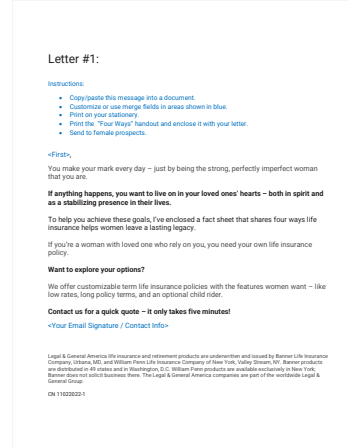 Letter #1:
Instructions:
• Copy/paste this message into a document.
• Customize or use merge fields in areas shown in blue.
• Print on your stationery.
• Print the "Four Ways" handout and enclose it with your letter.
• Send to female prospects.
<First>,
You make your mark every day – just by being the strong, perfectly imperfect woman
that you are.
If anything happens, you want to live on in your loved ones' hearts – both in spirit and
as a stabilizing presence in their lives.
To help you achieve these goals, I've enclosed a fact sheet that shares four ways life
insurance helps women leave a lasting legacy.
If you're a woman with loved one who rely on you, you need your own life insurance
policy.
Want to explore your options?
We offer customizable term life insurance policies with the features women want – like
low rates, long policy terms, and an optional child rider.
Contact us for a quick quote – it only takes five minutes!
<Your Email Signature / Contact Info>
Legal & General America life insurance and retirement products are underwritten and issued by Banner Life Insurance
Company, Urbana, MD, and William Penn Life Insurance Company of New York, Valley Stream, NY. Banner products
are distributed in 49 states and in Washington, D.C. William Penn products are available exclusively in New York;
Banner does not solicit business there. The Legal & General America companies are part of the worldwide Legal &
General Group.
CN 11022022-1